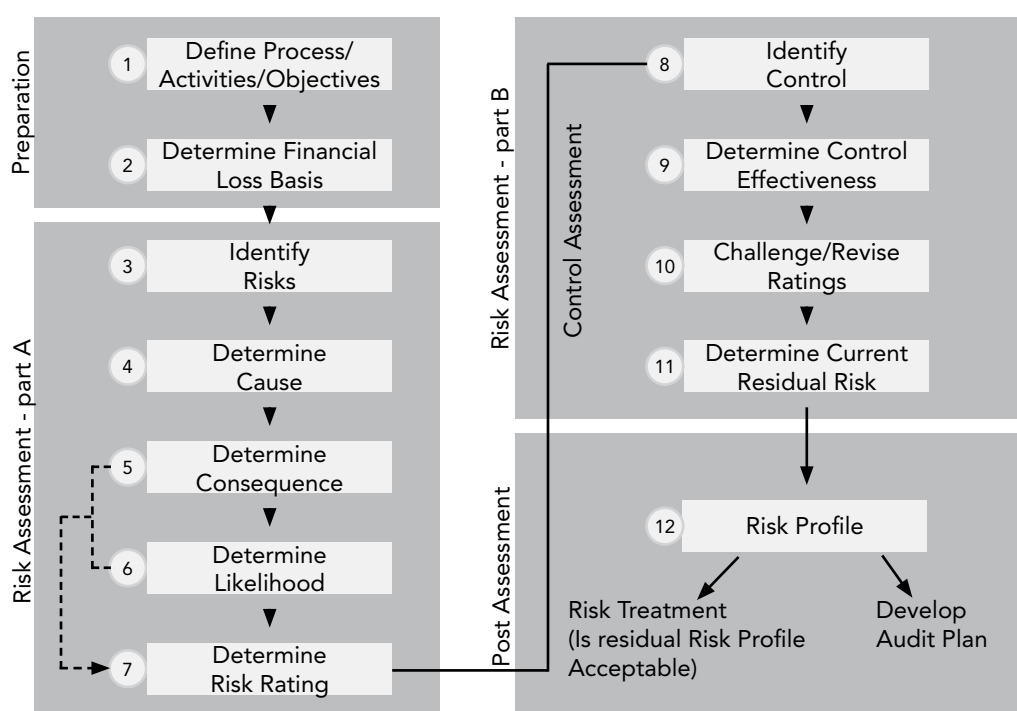 Preparation
1
Define Process/
Activities/Objectives
2
Determine Financial
Loss Basis
Risk Assessment - part A
3
Identify
Risks
4
Determine
Cause
5
Determine
Consequence
6
Determine
Likelihood
7
Determine
Risk Rating
Risk Assessment - part B
Control Assessment
8
Identify
Control
9
Determine Control
Effectiveness
10
Challenge/Revise
Ratings
11
Determine Current
Residual Risk
Post Assessment
12
Risk Profile
Risk Treatment
(Is residual Risk Profile
Acceptable)
Develop
Audit Plan